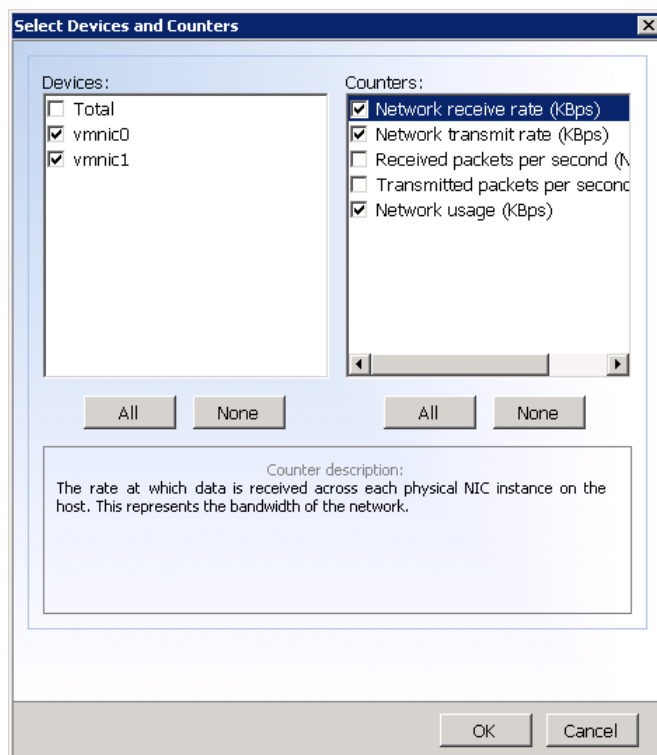 Select Devices and Counters
Devices:
Total
vmnic0
vmnic1
All
None
Counters:
Network receive rate (KBps)
Network transmit rate (KBps)
Received packets per second (N
Transmitted packets per second
Network usage (KBps)
All
None
Counter description:
The rate at which data is received across each physical NIC instance on the
host. This represents the bandwidth of the network.
OK
Cancel